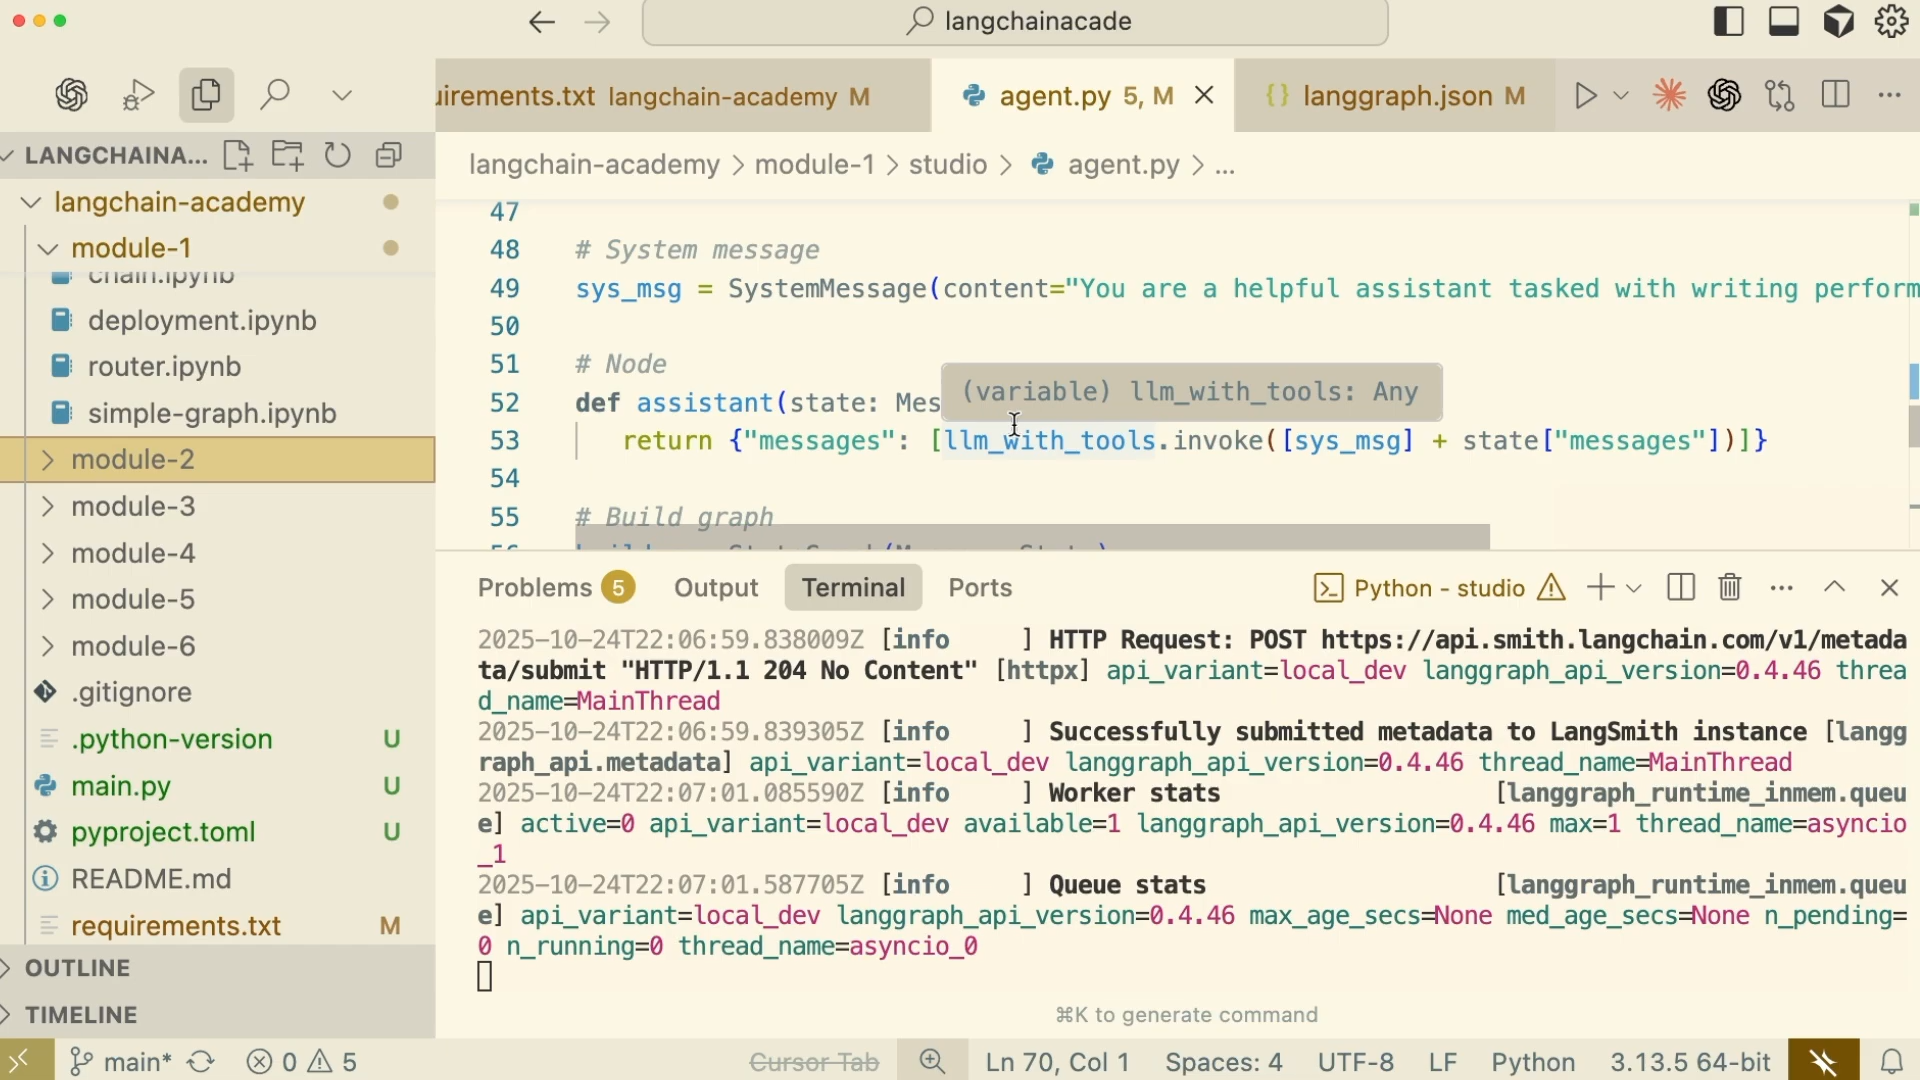 langchainacade
uirements.txt langchain-academy M
agent.py 5, M
{} langgraph.json M
LANGCHAINA...
langchain-academy > module-1 > studio > agent.py > ...
langchain-academy
module-1
chain.ipynb
deployment.ipynb
router.ipynb
simple-graph.ipynb
module-2
module-3
module-4
module-5
module-6
.gitignore
.python-version U
main.py U
pyproject.toml U
README.md
requirements.txt M
OUTLINE
TIMELINE
47
48 # System message
49 sys_msg = SystemMessage(content="You are a helpful assistant tasked with writing perform
50
51 # Node
(variable) llm_with_tools: Any
52 def assistant(state: Mes
53 return {"messages": [llm_with_tools.invoke([sys_msg] + state["messages"])]}
54
55 # Build graph
Problems 5 Output Terminal Ports Python - studio
2025-10-24T22:06:59.838009Z [info ] HTTP Request: POST https://api.smith.langchain.com/v1/metada
ta/submit "HTTP/1.1 204 No Content" [httpx] api_variant=local_dev langgraph_api_version=0.4.46 threa
d_name=MainThread
2025-10-24T22:06:59.839305Z [info ] Successfully submitted metadata to LangSmith instance [langg
raph_api.metadata] api_variant=local_dev langgraph_api_version=0.4.46 thread_name=MainThread
2025-10-24T22:07:01.085590Z [info ] Worker stats [langgraph_runtime_inmem.queu
e] active=0 api_variant=local_dev available=1 langgraph_api_version=0.4.46 max=1 thread_name=asyncio
_1
2025-10-24T22:07:01.587705Z [info ] Queue stats [langgraph_runtime_inmem.queu
e] api_variant=local_dev langgraph_api_version=0.4.46 max_age_secs=None med_age_secs=None n_pending=
0 n_running=0 thread_name=asyncio_0
⌘K to generate command
main* 0 5 Cursor Tab Ln 70, Col 1 Spaces: 4 UTF-8 LF Python 3.13.5 64-bit